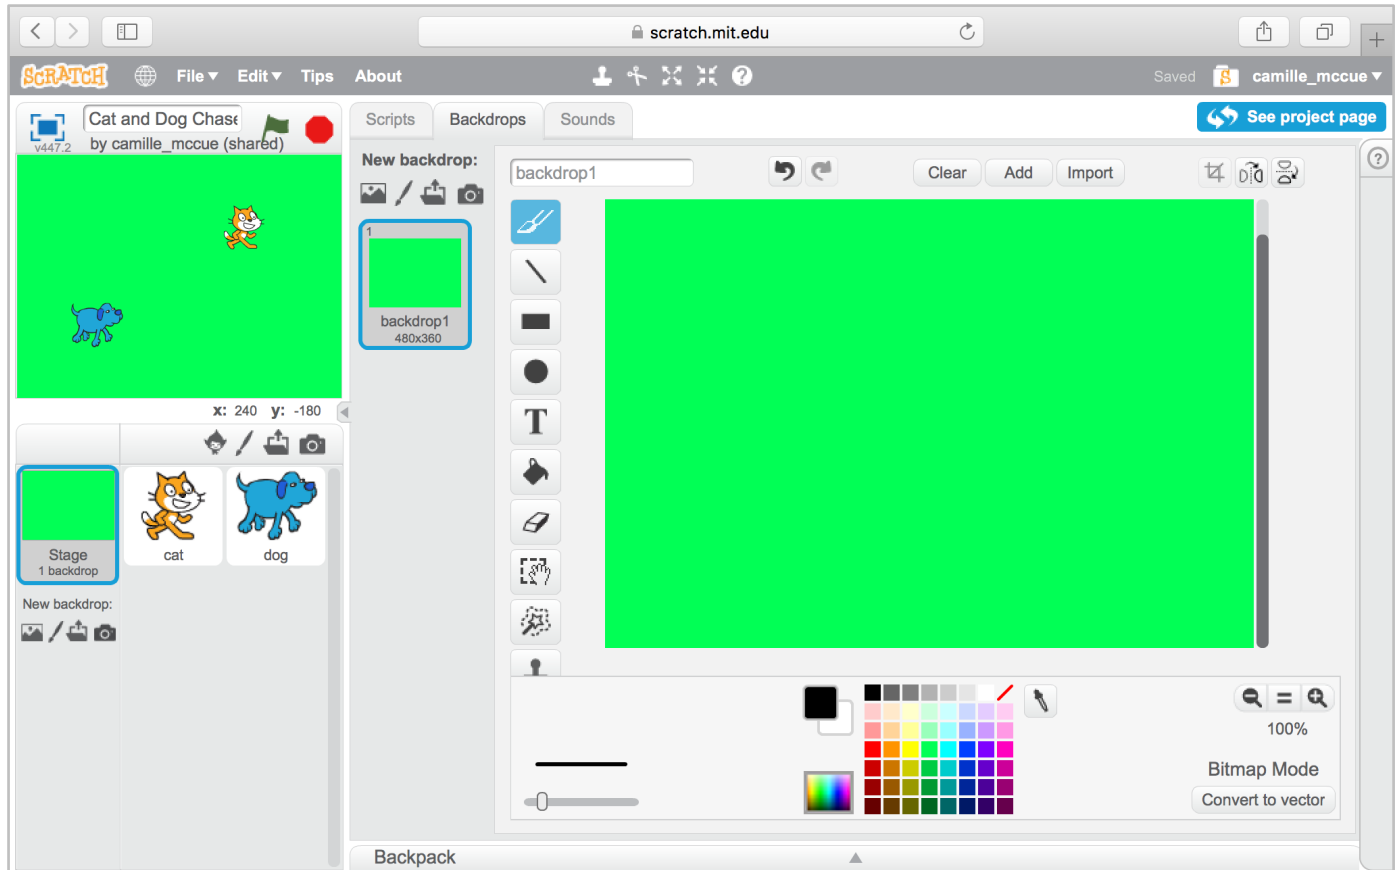 scratch.mit.edu
SCRATCH File Edit Tips About Saved camille_mccue
Cat and Dog Chase
v447.2 by camille_mccue (shared)
Scripts Backdrops Sounds
See project page
New backdrop:
backdrop1
Clear Add Import
1
backdrop1
480x360
T
x: 240 y: -180
Stage
1 backdrop
cat
dog
New backdrop:
100%
Bitmap Mode
Convert to vector
Backpack